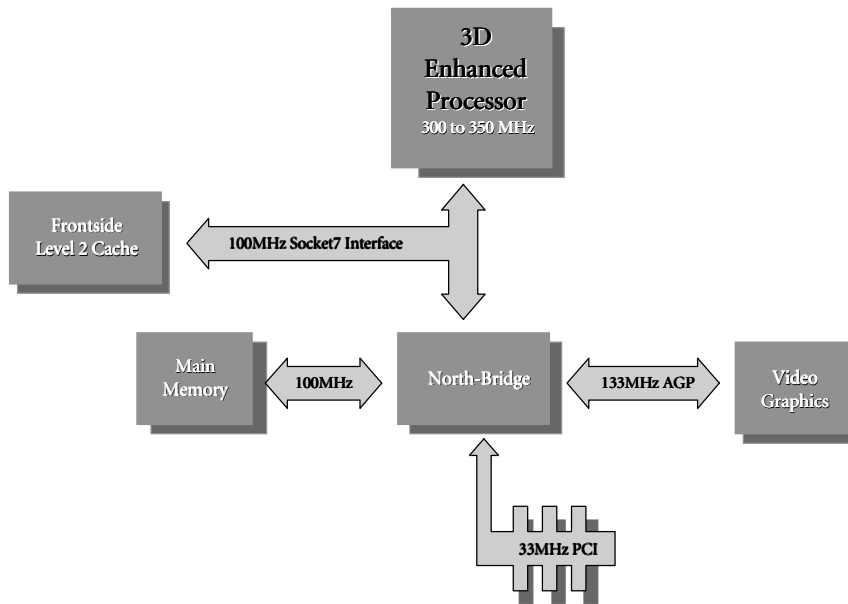 3D
Enhanced
Processor
300 to 350 MHz
Frontside
Level 2 Cache
100MHz Socket7 Interface
Main
Memory
100MHz
North-Bridge
133MHz AGP
Video
Graphics
33MHz PCI